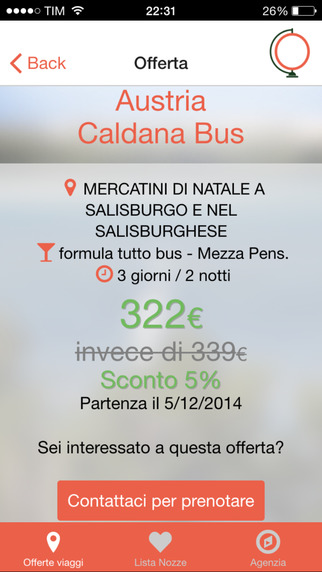 TIM 22:31 26%
Back Offerta
Austria
Caldana Bus
MERCATINI DI NATALE A
SALISBURGO E NEL
SALISBURGHESE
formula tutto bus - Mezza Pens.
3 giorni / 2 notti
322€
invece di 339€
Sconto 5%
Partenza il 5/12/2014
Sei interessato a questa offerta?
Contattaci per prenotare
Offerte viaggi Lista Nozze Agenzia